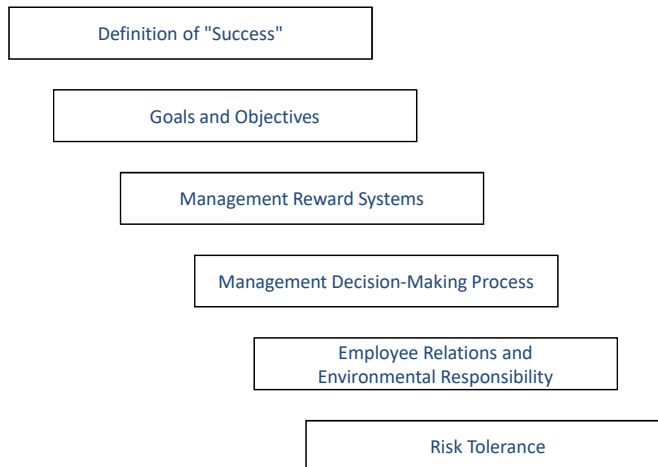 Definition of "Success"
Goals and Objectives
Management Reward Systems
Management Decision-Making Process
Employee Relations and
Environmental Responsibility
Risk Tolerance